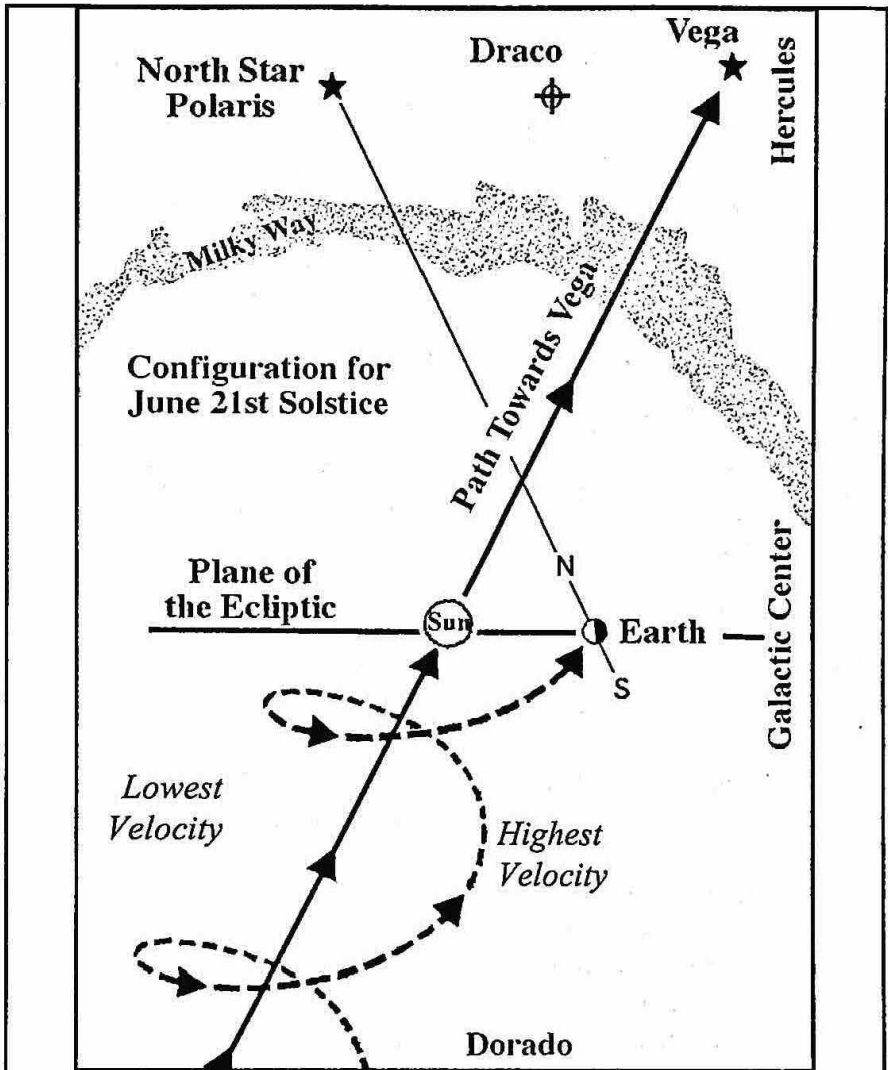 Vega
Draco
North Star
Polaris
Hercules
Milky Way
Configuration for
June 21st Solstice
Path Towards Vega
N
Plane of
the Ecliptic
Sun
Earth
S
Galactic Center
Lowest
Velocity
Highest
Velocity
Dorado